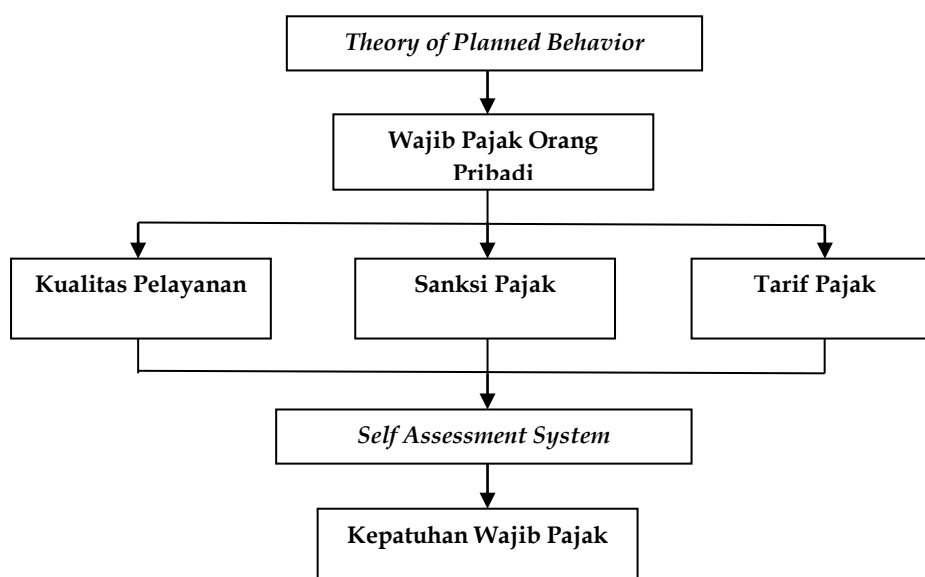 Theory of Planned Behavior
Wajib Pajak Orang
Pribadi
Kualitas Pelayanan
Sanksi Pajak
Tarif Pajak
Self Assessment System
Kepatuhan Wajib Pajak